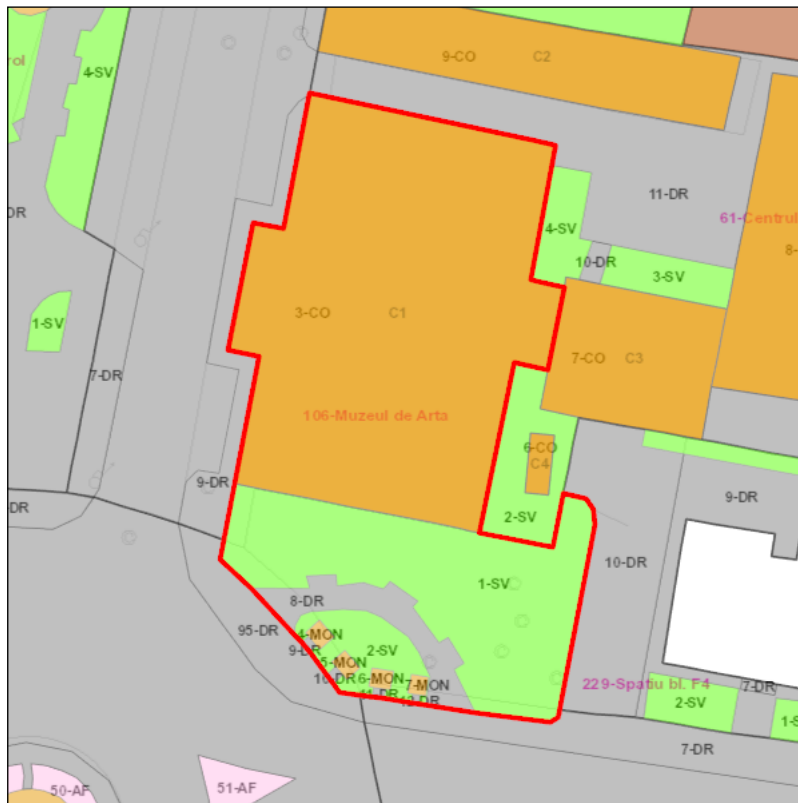 9-CO C2
rol
4-SV
11-DR
DR
61-Centrul
4-SV
8-
10-DR
3-SV
3-CO C1
1-SV
7-CO C3
7-DR
106-Muzeul de Arta
6-CO
C4
9-DR
9-DR
-DR
2-SV
10-DR
1-SV
8-DR
95-DR
4-MON
9-DR
2-SV
5-MON
10-DR
6-MON
7-MON
11-DR
12-DR
229-Spatiu bl. F4
7-DR
2-SV
1-S
7-DR
50-AF
51-AF